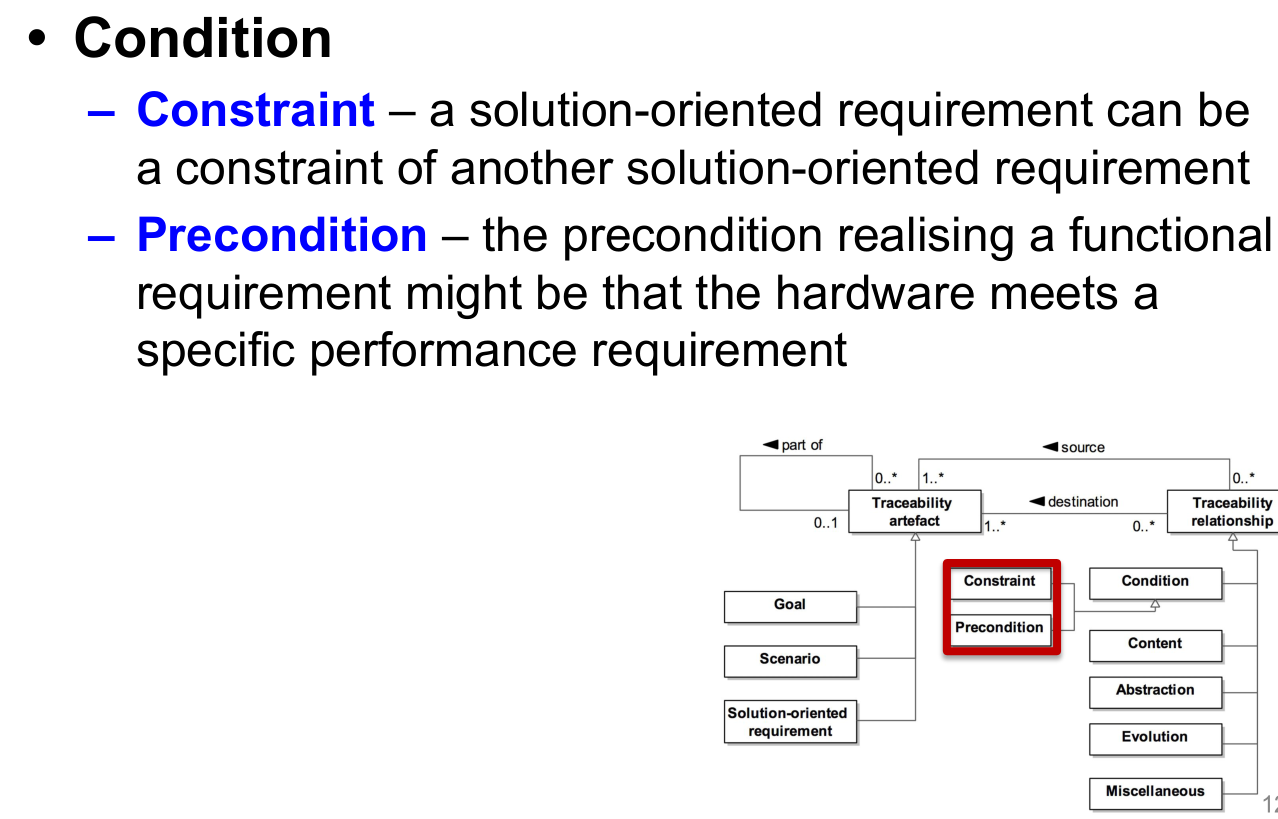 • Condition
– Constraint – a solution-oriented requirement can be
a constraint of another solution-oriented requirement
– Precondition – the precondition realising a functional
requirement might be that the hardware meets a
specific performance requirement
◄ part of
◄ source
0..*
1..*
0..*
Traceability
artefact
◄ destination
Traceability
relationship
0..1
1..*
0..*
Constraint
Condition
Goal
Precondition
Content
Scenario
Abstraction
Solution-oriented
requirement
Evolution
Miscellaneous